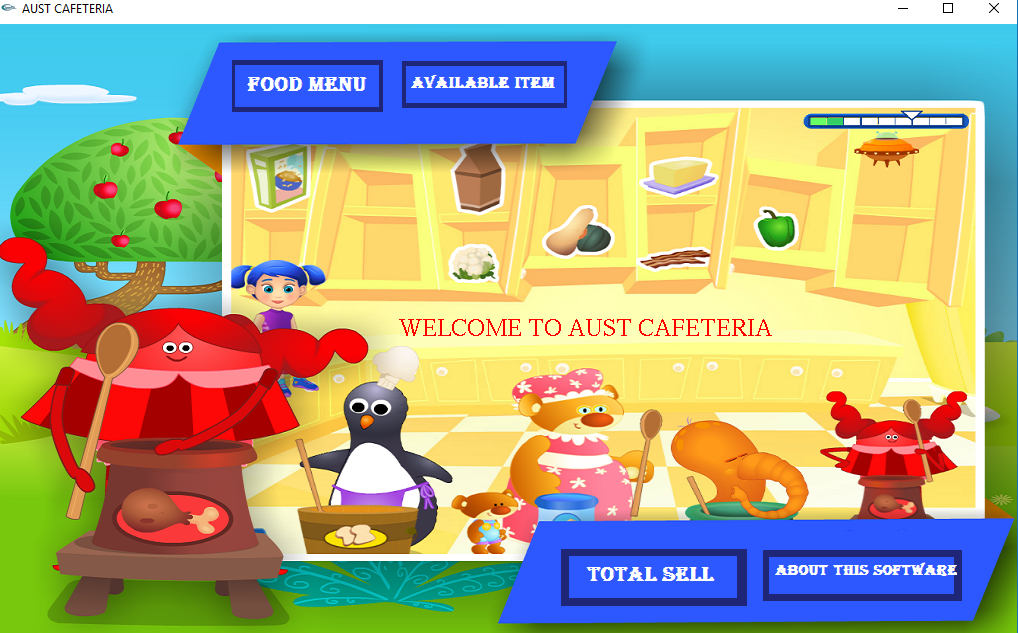 AUST CAFETERIA
FOOD MENU
AVAILABLE ITEM
WELCOME TO AUST CAFETERIA
TOTAL SELL
ABOUT THIS SOFTWARE